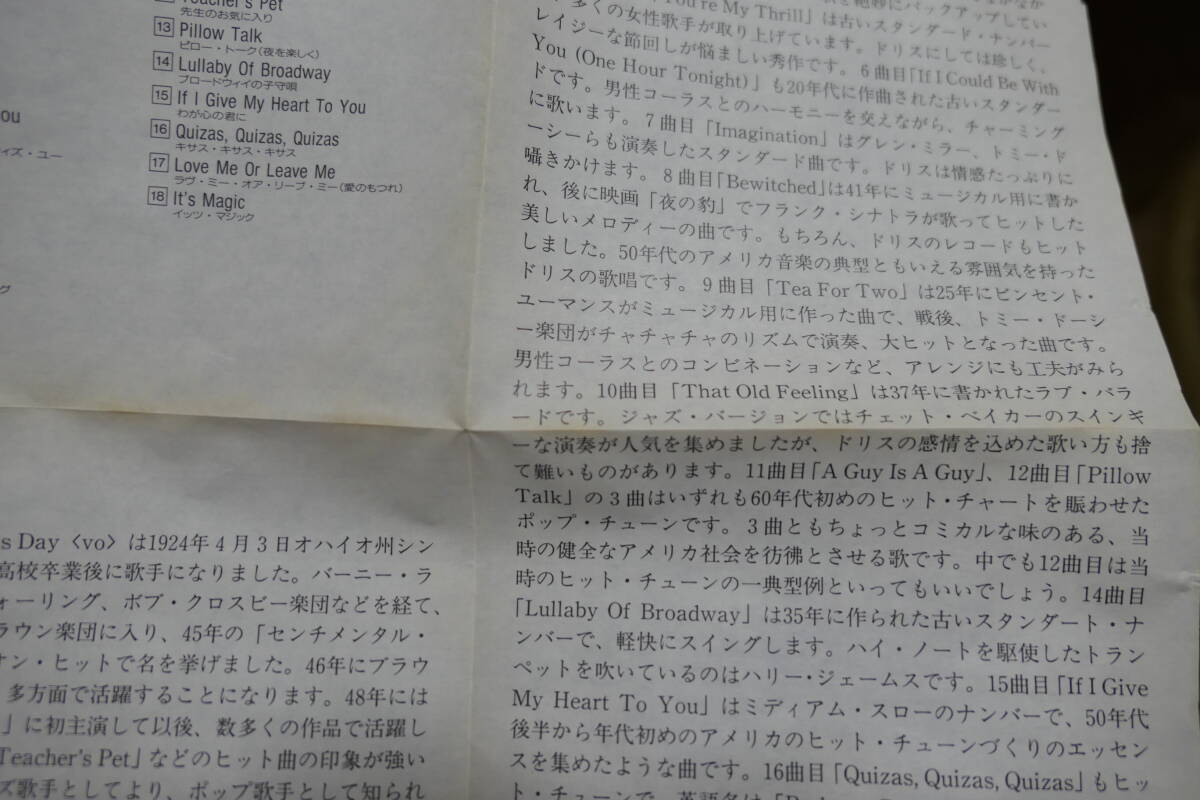 Teacher's Pet
先生のお気に入り
13 Pillow Talk
ピロー・トーク(夜を楽しく)
14 Lullaby Of Broadway
ブロードウェイの子守唄
15 If I Give My Heart To You
わが心の君に
16 Quizas, Quizas, Quizas
キサス・キサス・キサス
17 Love Me Or Leave Me
ラヴ・ミー・オア・リーブ・ミー(愛のもつれ)
18 It's Magic
イッツ・マジック
ou
ィズ・ユー
グ
s Day〈vo〉は1924年4月3日オハイオ州シン
高校卒業後に歌手になりました。バーニー・ラ
ォーリング、ボブ・クロスビー楽団などを経て、
ラウン楽団に入り、45年の「センチメンタル・
オン・ヒットで名を挙げました。46年にブラウ
多方面で活躍することになります。48年には
」に初主演して以後、数多くの作品で活躍し
Teacher's Pet」などのヒット曲の印象が強い
ズ歌手としてより、ポップ歌手として知られ
絶妙にバックアップしてい
You're My Thrill」は古いスタンダード・ナンバー
多くの女性歌手が取り上げています。ドリスにしては珍しく、
レイジーな節回しが悩ましい秀作です。6曲目「If I Could Be With
You (One Hour Tonight)」も20年代に作曲された古いスタンダー
ドです。男性コーラスとのハーモニーを交えながら、チャーミング
に歌います。7曲目「Imagination」はグレン・ミラー、トミー・ド
ーシーらも演奏したスタンダード曲です。ドリスは情感たっぷりに
囁きかけます。8曲目「Bewitched」は41年にミュージカル用に書か
れ、後に映画「夜の豹」でフランク・シナトラが歌ってヒットした
美しいメロディーの曲です。もちろん、ドリスのレコードもヒット
しました。50年代のアメリカ音楽の典型ともいえる雰囲気を持った
ドリスの歌唱です。9曲目「Tea For Two」は25年にビンセント・
ユーマンスがミュージカル用に作った曲で、戦後、トミー・ドーシ
ー楽団がチャチャチャのリズムで演奏、大ヒットとなった曲です。
男性コーラスとのコンビネーションなど、アレンジにも工夫がみら
れます。10曲目「That Old Feeling」は37年に書かれたラブ・バラ
ードです。ジャズ・バージョンではチェット・ベイカーのスインギ
ーな演奏が人気を集めましたが、ドリスの感情を込めた歌い方も捨
て難いものがあります。11曲目「A Guy Is A Guy」、12曲目「Pillow
Talk」の3曲はいずれも60年代初めのヒット・チャートを賑わせた
ポップ・チューンです。3曲ともちょっとコミカルな味のある、当
時の健全なアメリカ社会を彷彿とさせる歌です。中でも12曲目は当
時のヒット・チューンの一典型例といってもいいでしょう。14曲目
「Lullaby Of Broadway」は35年に作られた古いスタンダート・ナ
ンバーで、軽快にスイングします。ハイ・ノートを駆使したトラン
ペットを吹いているのはハリー・ジェームスです。15曲目「If I Give
My Heart To You」はミディアム・スローのナンバーで、50年代
後半から年代初めのアメリカのヒット・チューンづくりのエッセン
スを集めたような曲です。16曲目「Quizas, Quizas, Quizas」もヒッ
ト・チューンで、英語名は「